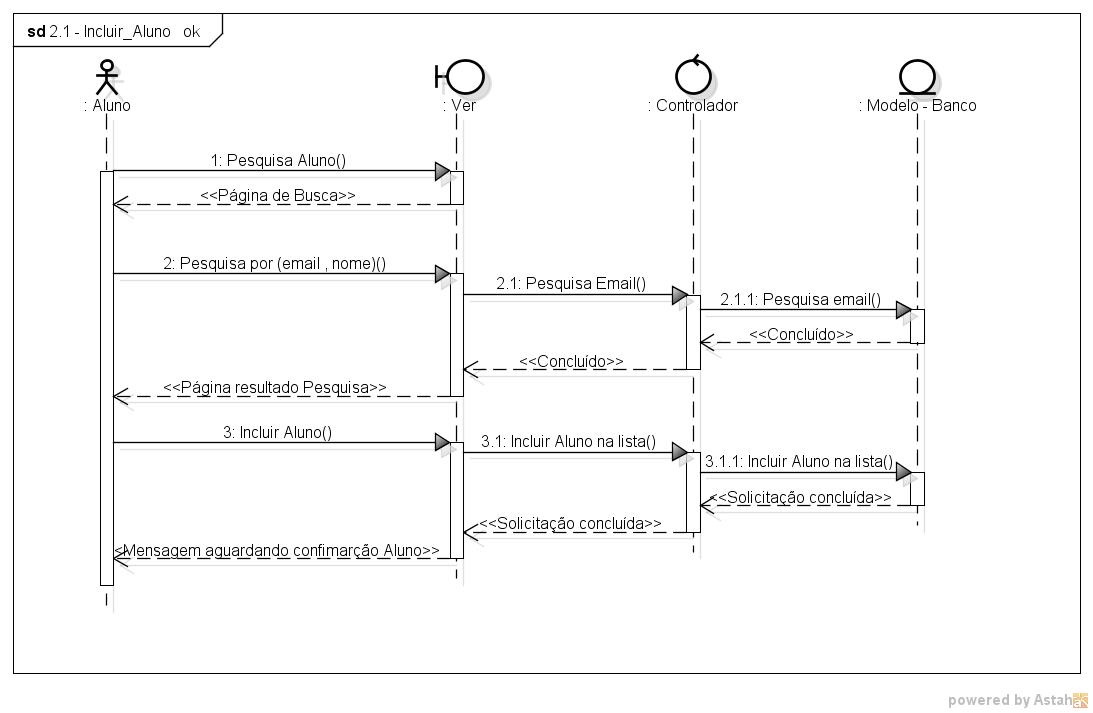 sd 2.1 - Incluir_Aluno ok
: Aluno
: Ver
: Controlador
: Modelo - Banco
1: Pesquisa Aluno()
<<Página de Busca>>
2: Pesquisa por (email , nome)()
2.1: Pesquisa Email()
2.1.1: Pesquisa email()
<<Concluído>>
<<Concluído>>
<<Página resultado Pesquisa>>
3: Incluir Aluno()
3.1: Incluir Aluno na lista()
3.1.1: Incluir Aluno na lista()
<<Solicitação concluída>>
<<Solicitação concluída>>
<Mensagem aguardando confimarção Aluno>>
powered by Astah